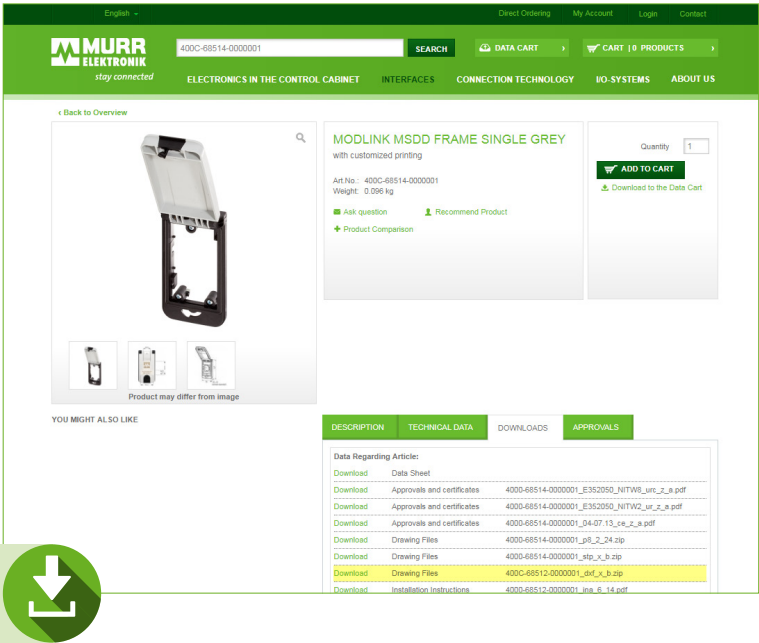 English
Direct Ordering My Account Login Contact
MURR
ELEKTRONIK
stay connected
400C-68514-0000001
SEARCH
DATA CART
CART | 0 PRODUCTS
ELECTRONICS IN THE CONTROL CABINET INTERFACES CONNECTION TECHNOLOGY I/O-SYSTEMS ABOUT US
‹ Back to Overview
MODLINK MSDD FRAME SINGLE GREY
with customized printing
Art.No.: 400C-68514-0000001
Weight: 0.096 kg
Ask question Recommend Product
Product Comparison
Quantity 1
ADD TO CART
Download to the Data Cart
Product may differ from image
YOU MIGHT ALSO LIKE
DESCRIPTION TECHNICAL DATA DOWNLOADS APPROVALS
Data Regarding Article:
Download Data Sheet
Download Approvals and certificates 4000-68514-0000001_E352050_NITW8_urc_z_a.pdf
Download Approvals and certificates 4000-68514-0000001_E352050_NITW2_ur_z_a.pdf
Download Approvals and certificates 4000-68514-0000001_04-07.13_ce_z_a.pdf
Download Drawing Files 4000-68514-0000001_p8_2_24.zip
Download Drawing Files 4000-68514-0000001_stp_x_b.zip
Download Drawing Files 400C-68512-0000001_dxf_x_b.zip
Download Installation Instructions 4000-68512-0000001_ina_6_14.pdf